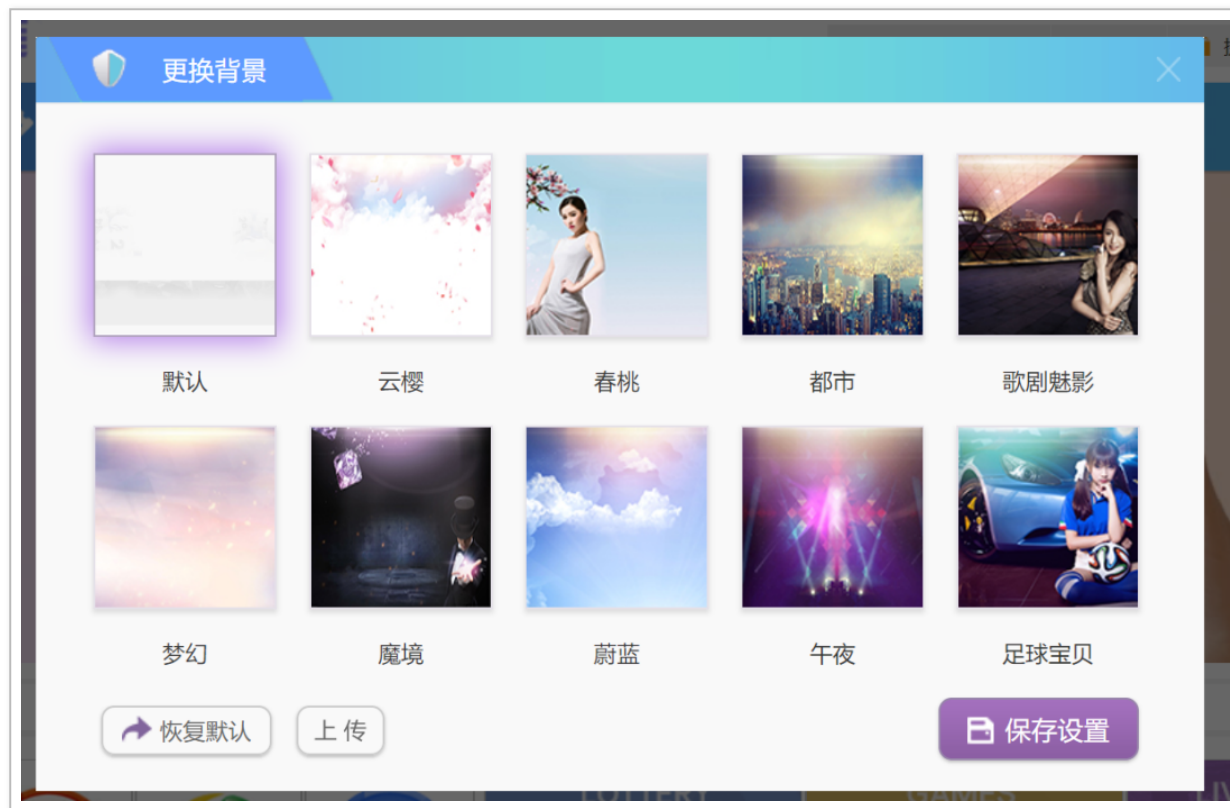 更换背景
默认
云樱
春桃
都市
歌剧魅影
梦幻
魔境
蔚蓝
午夜
足球宝贝
恢复默认
上传
保存设置
LOTTERY
GAMES